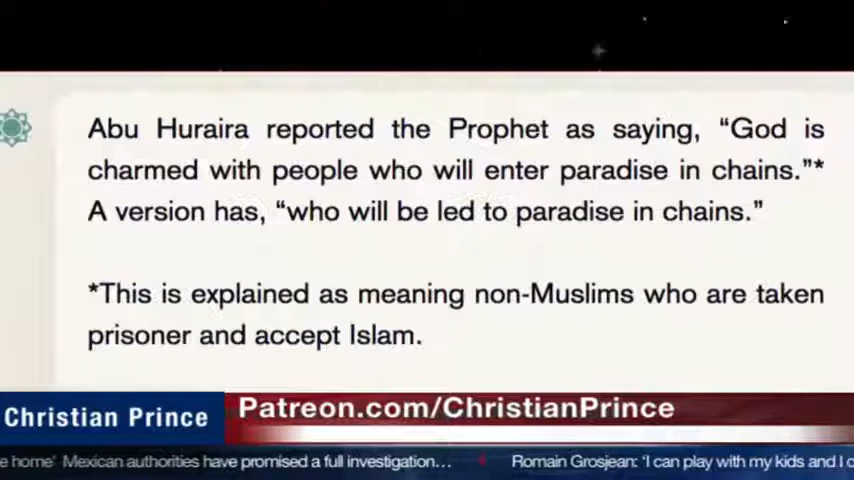 Abu Huraira reported the Prophet as saying, “God is
charmed with people who will enter paradise in chains.”*
A version has, “who will be led to paradise in chains.”
*This is explained as meaning non-Muslims who are taken
prisoner and accept Islam.
Christian Prince
Patreon.com/ChristianPrince
e home’ Mexican authorities have promised a full investigation… Romain Grosjean: ‘I can play with my kids and I c